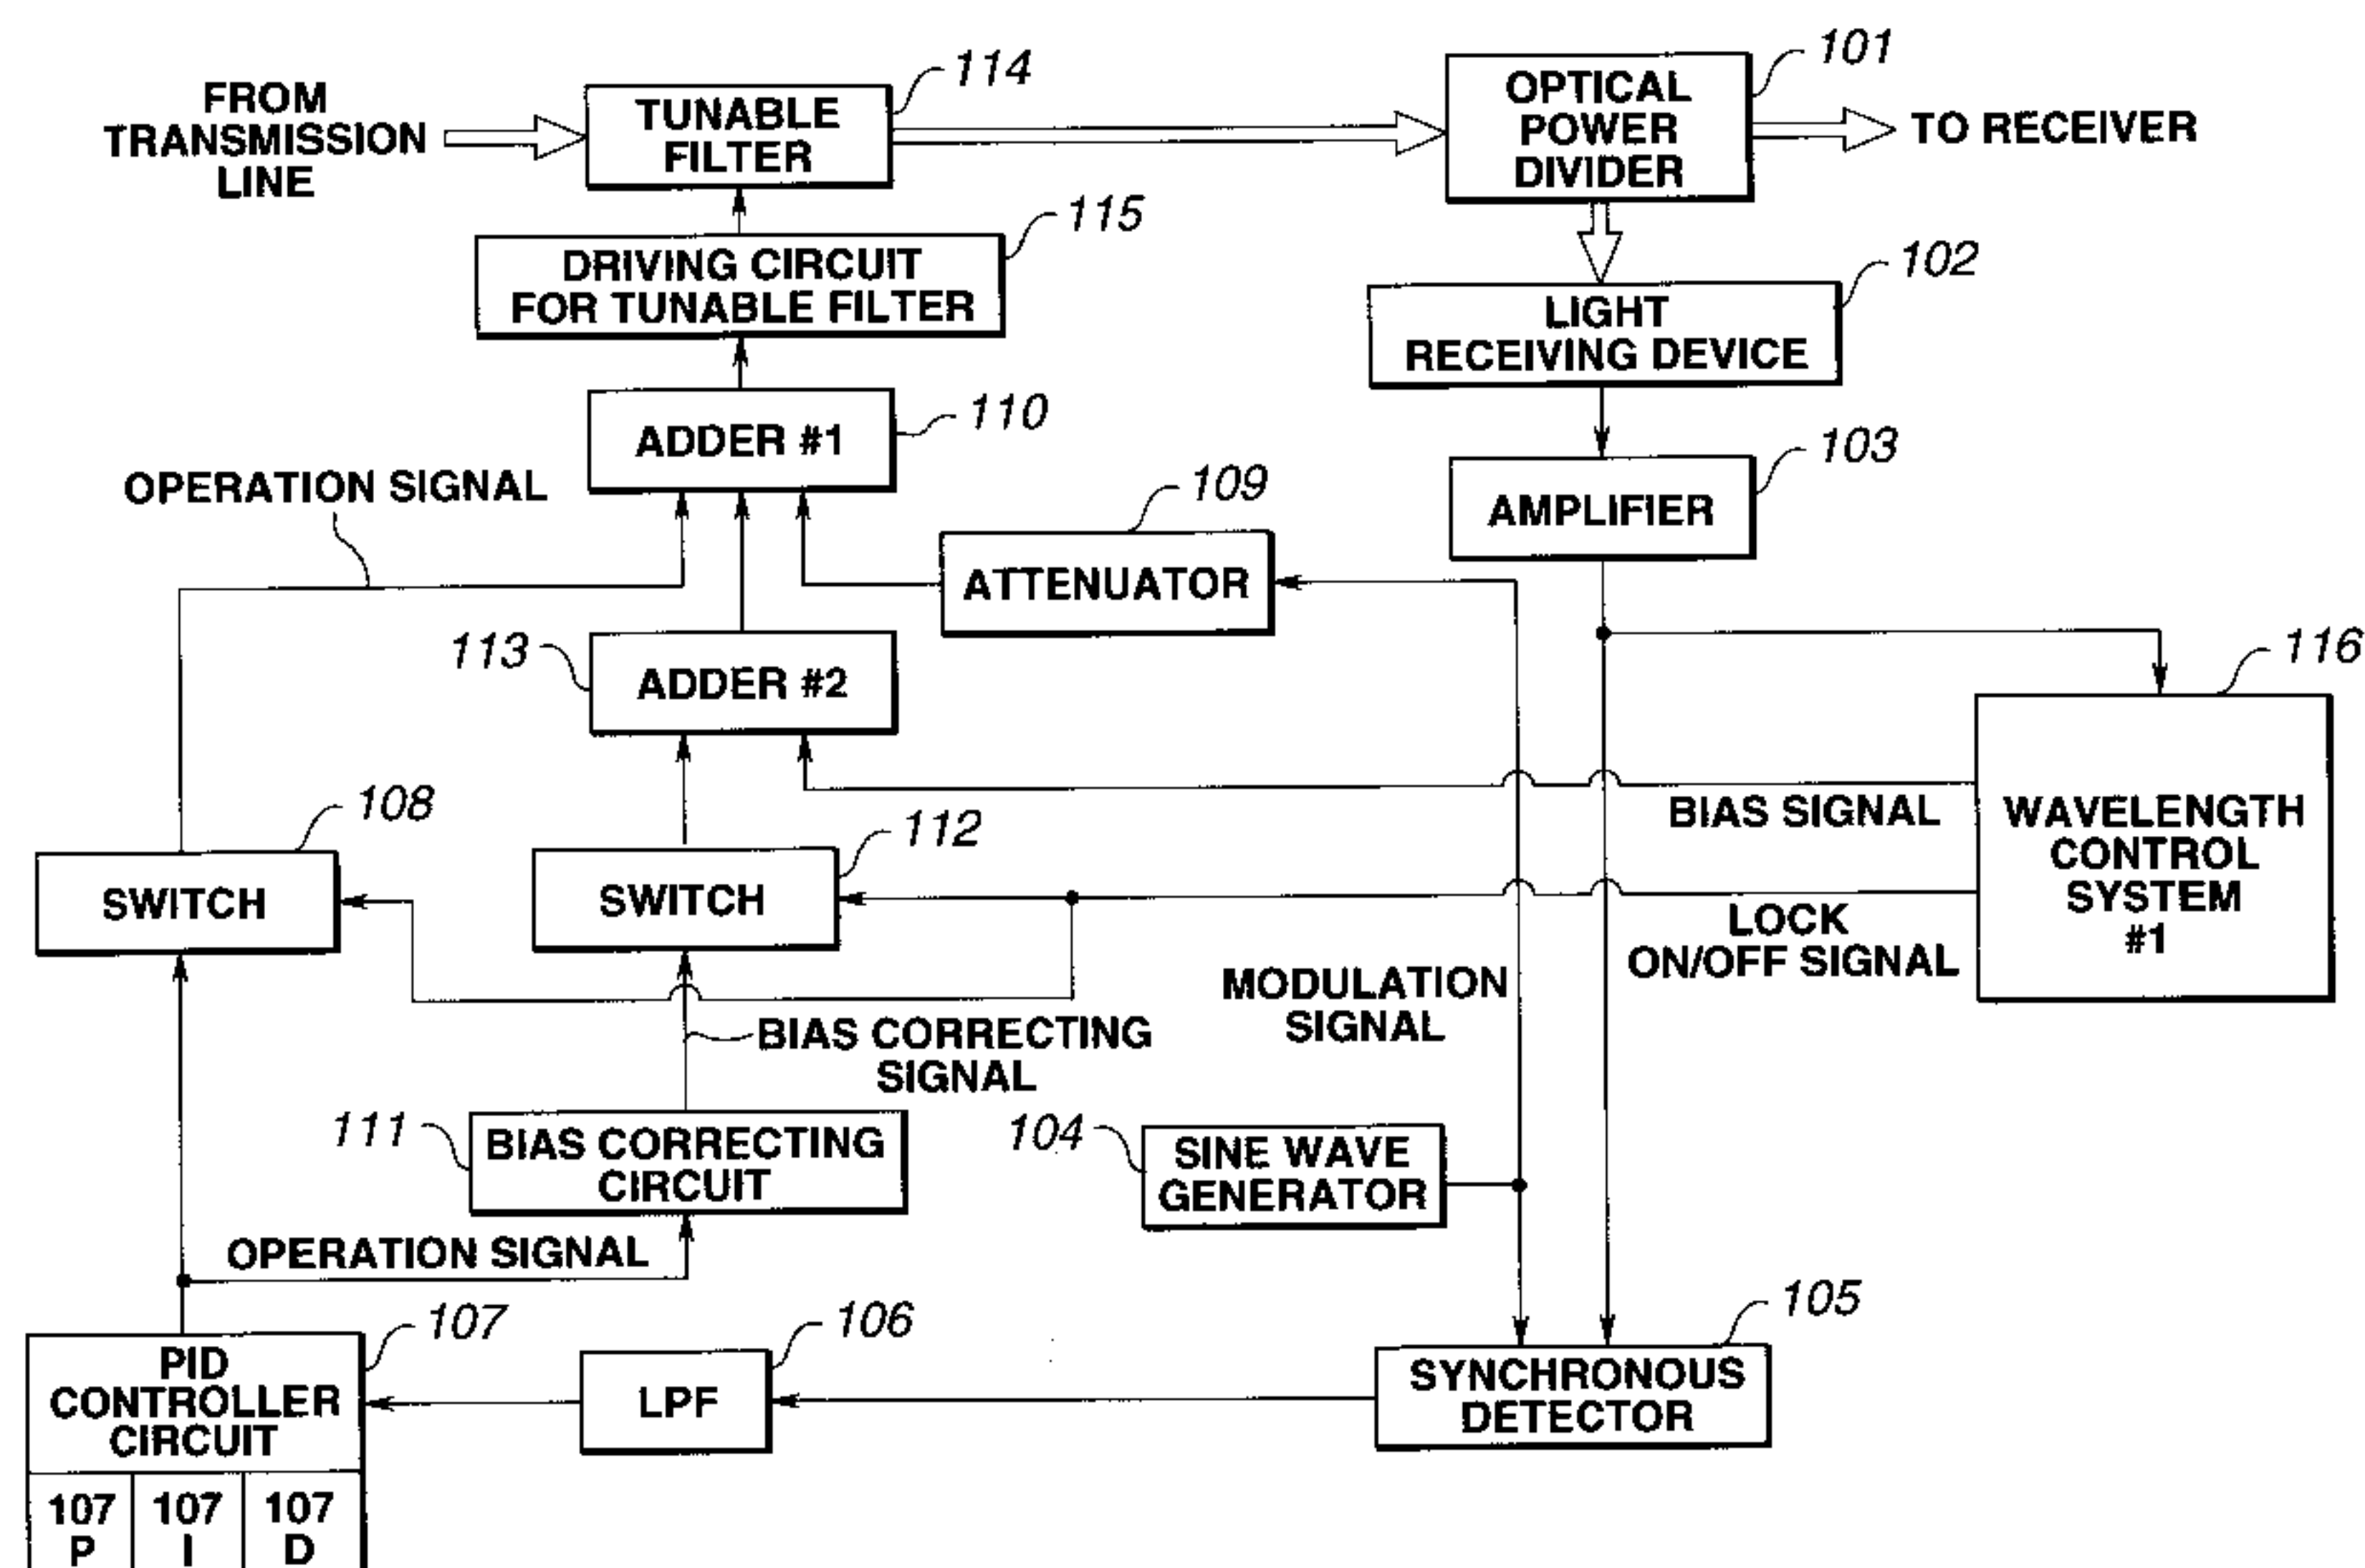 FROM
TRANSMISSION
LINE
TUNABLE
FILTER
114
OPTICAL
POWER
DIVIDER
101
TO RECEIVER
DRIVING CIRCUIT
FOR TUNABLE FILTER
115
LIGHT
RECEIVING DEVICE
102
ADDER #1
110
AMPLIFIER
103
OPERATION SIGNAL
ATTENUATOR
109
113
ADDER #2
116
WAVELENGTH
CONTROL
SYSTEM
#1
BIAS SIGNAL
LOCK
ON/OFF SIGNAL
SWITCH
108
SWITCH
112
MODULATION
SIGNAL
BIAS CORRECTING
SIGNAL
111
BIAS CORRECTING
CIRCUIT
104
SINE WAVE
GENERATOR
OPERATION SIGNAL
PID
CONTROLLER
CIRCUIT
107
107
P
107
I
107
D
LPF
106
SYNCHRONOUS
DETECTOR
105